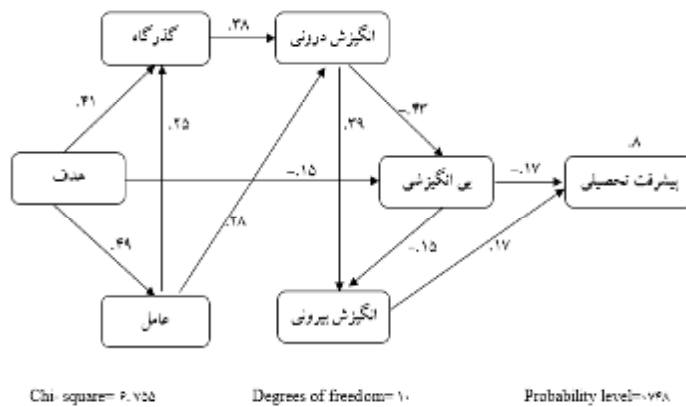 گذرگاه
.۳۸
انگیزش درونی
.۴۱
.۲۵
.۳۹
-.۴۳
.۸
هدف
-.۱۵
بی انگیزشی
-.۱۷
پیشرفت تحصیلی
.۴۹
.۲۸
-.۱۵
.۱۷
عامل
انگیزش بیرونی
Chi- square= ۶.۷۵۵ Degrees of freedom= ۱۰ Probability level=۰۷۴۸